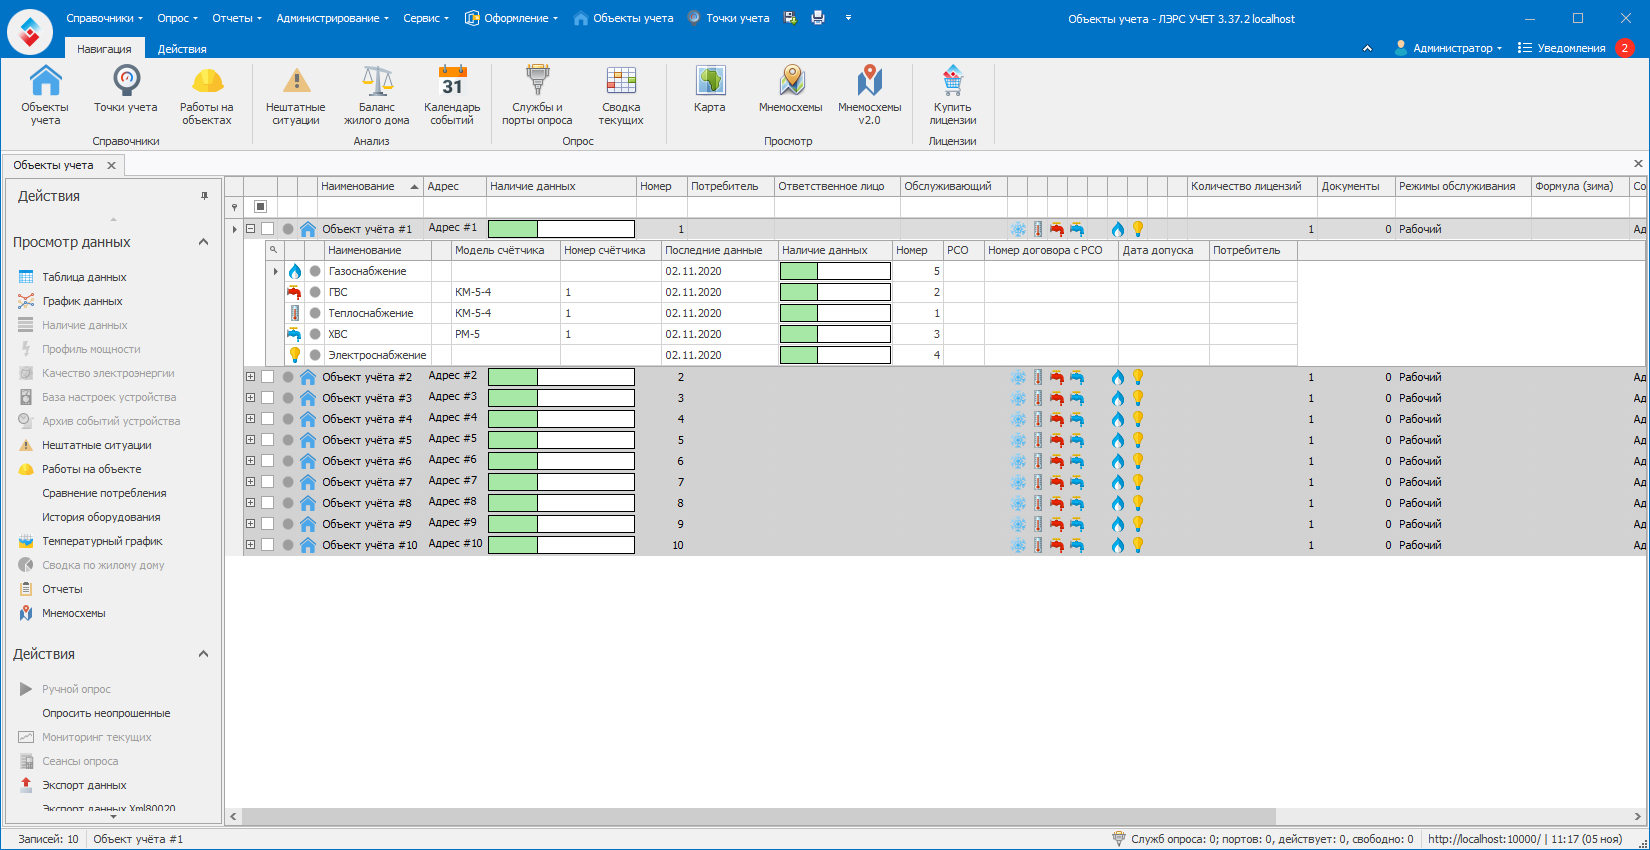 Справочники Опрос Отчеты Администрирование Сервис Оформление Объекты учета Точки учета Объекты учета - ЛЭРС УЧЕТ 3.37.2 localhost
Навигация Действия Администратор Уведомления 2
Объекты учета
Точки учета
Работы на объектах
Справочники
Нештатные ситуации
Баланс жилого дома
31
Календарь событий
Анализ
Службы и порты опроса
Сводка текущих
Опрос
Карта
Мнемосхемы
Мнемосхемы v2.0
Просмотр
Купить лицензии
Лицензии
Объекты учета
Действия
Просмотр данных
Таблица данных
График данных
Наличие данных
Профиль мощности
Качество электроэнергии
База настроек устройства
Архив событий устройства
Нештатные ситуации
Работы на объекте
Сравнение потребления
История оборудования
Температурный график
Сводка по жилому дому
Отчеты
Мнемосхемы
Действия
Ручной опрос
Опросить неопрошенные
Мониторинг текущих
Сеансы опроса
Экспорт данных
Экспорт данных Xml80020
Наименование Адрес Наличие данных Номер Потребитель Ответственное лицо Обслуживающий Количество лицензий Документы Режимы обслуживания Формула (зима) Со
Объект учёта #1 Адрес #1 1 1 0 Рабочий Ад
Наименование Модель счётчика Номер счётчика Последние данные Наличие данных Номер РСО Номер договора с РСО Дата допуска Потребитель
Газоснабжение 02.11.2020 5
ГВС КМ-5-4 1 02.11.2020 2
Теплоснабжение КМ-5-4 1 02.11.2020 1
ХВС РМ-5 1 02.11.2020 3
Электроснабжение 02.11.2020 4
Объект учёта #2 Адрес #2 2 1 0 Рабочий Ад
Объект учёта #3 Адрес #3 3 1 0 Рабочий Ад
Объект учёта #4 Адрес #4 4 1 0 Рабочий Ад
Объект учёта #5 Адрес #5 5 1 0 Рабочий Ад
Объект учёта #6 Адрес #6 6 1 0 Рабочий Ад
Объект учёта #7 Адрес #7 7 1 0 Рабочий Ад
Объект учёта #8 Адрес #8 8 1 0 Рабочий Ад
Объект учёта #9 Адрес #9 9 1 0 Рабочий Ад
Объект учёта #10 Адрес #10 10 1 0 Рабочий Ад
Записей: 10 Объект учёта #1 Служб опроса: 0; портов: 0, действует: 0, свободно: 0 http://localhost:10000/ | 11:17 (05 ноя)